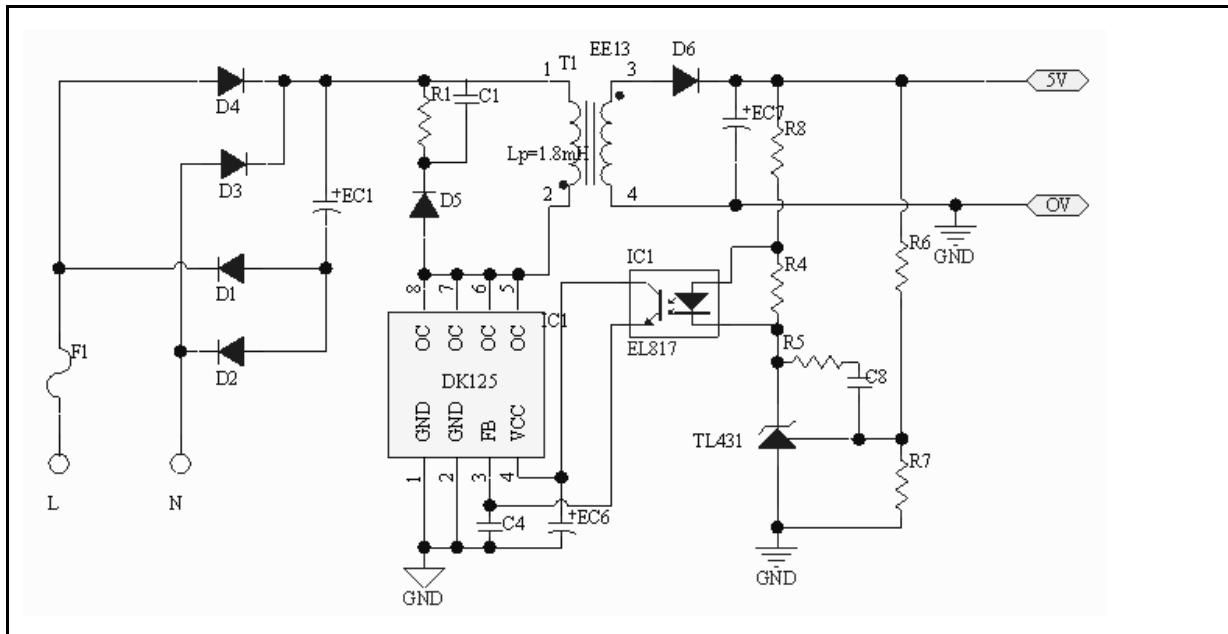 T1
EE13
D6
1
3
5V
D4
R1
C1
+EC7
R8
Lp=1.8mH
D3
D5
+EC1
2
4
OV
GND
R6
D1
IC1
R4
8
7
6
5
IC1
F1
OC
OC
OC
OC
EL817
R5
D2
DK125
C8
GND
GND
FB
VCC
TL431
R7
1
2
3
4
L
N
C4
+EC6
GND
GND